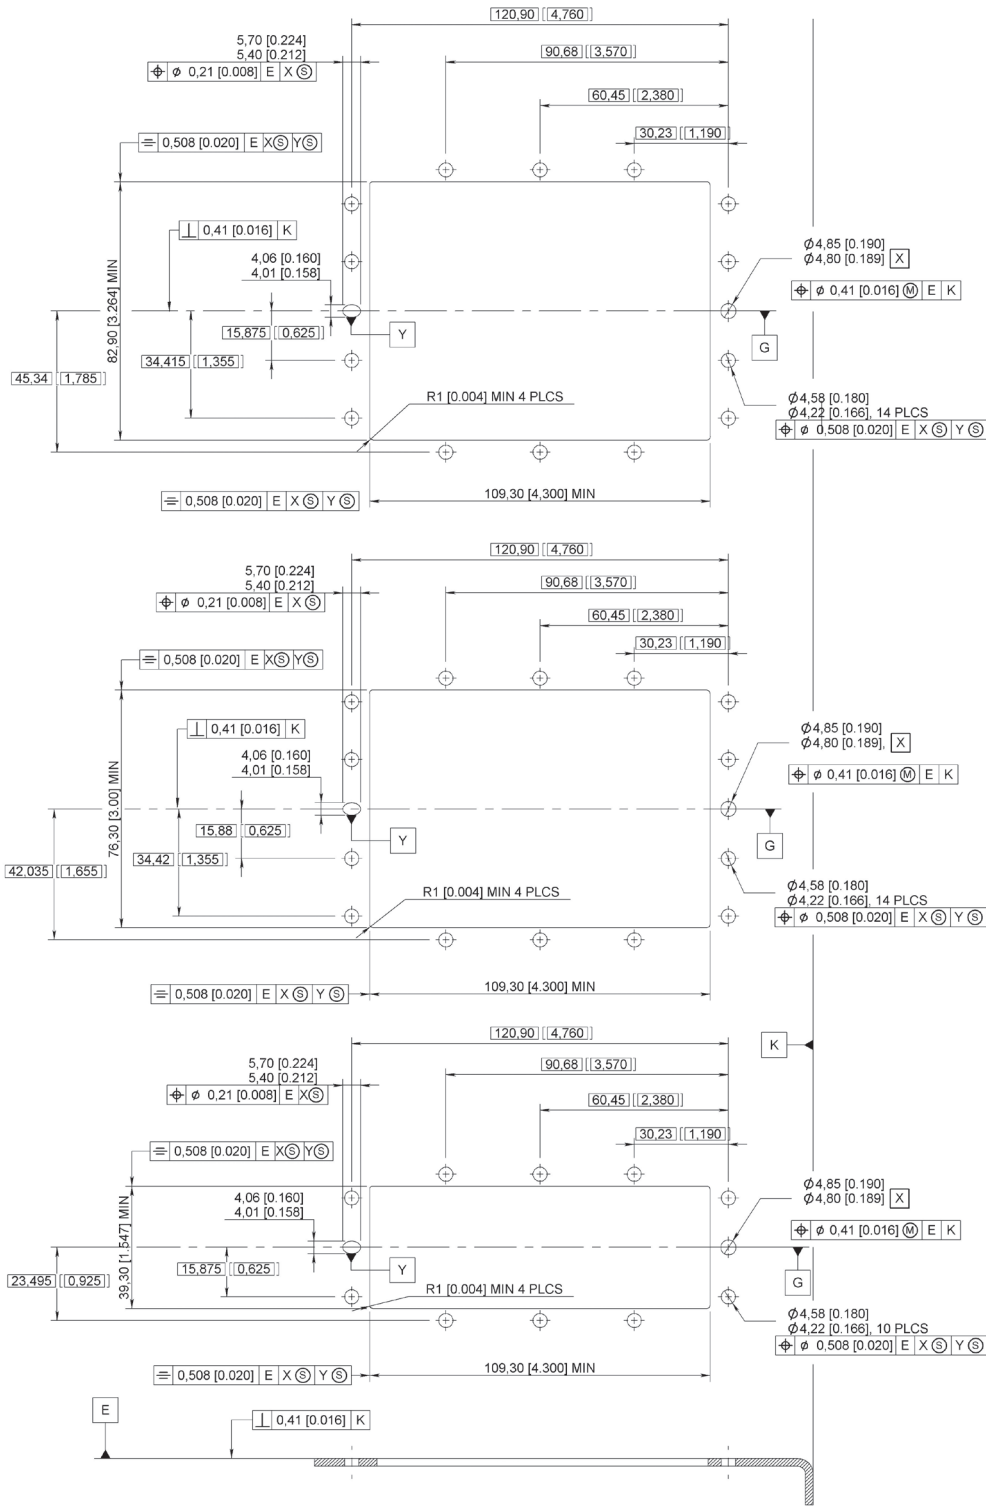 120,90 [4,760]
5,70 [0.224]
5,40 [0.212]
90,68 [3,570]
⌖ ⌀ 0,21 [0.008] E X Ⓢ
60,45 [2,380]
30,23 [1,190]
⌯ 0,508 [0.020] E XⓈ YⓈ
⟂ 0,41 [0.016] K
82,90 [3.264] MIN
4,06 [0.160]
4,01 [0.158]
⌀4,85 [0.190]
⌀4,80 [0.189] X
⌖ ⌀ 0,41 [0.016] Ⓜ E K
15,875 [0,625]
Y
G
34,415 [1,355]
45,34 [1,785]
R1 [0.004] MIN 4 PLCS
⌀4,58 [0.180]
⌀4,22 [0.166], 14 PLCS
⌖ ⌀ 0,508 [0.020] E X Ⓢ Y Ⓢ
⌯ 0,508 [0.020] E X Ⓢ Y Ⓢ
109,30 [4,300] MIN
120,90 [4,760]
5,70 [0.224]
5,40 [0.212]
90,68 [3,570]
⌖ ⌀ 0,21 [0.008] E XⓈ
60,45 [2,380]
30,23 [1,190]
⌯ 0,508 [0.020] E XⓈ YⓈ
⟂ 0,41 [0.016] K
76,30 [3.00] MIN
4,06 [0.160]
4,01 [0.158]
⌀4,85 [0.190]
⌀4,80 [0.189], X
⌖ ⌀ 0,41 [0.016] Ⓜ E K
15.88 [0,625]
Y
G
34,42 [1,355]
42,035 [1,655]
R1 [0.004] MIN 4 PLCS
⌀4,58 [0.180]
⌀4,22 [0.166], 14 PLCS
⌖ ⌀ 0,508 [0.020] E X Ⓢ Y Ⓢ
⌯ 0,508 [0.020] E X Ⓢ Y Ⓢ
109,30 [4.300] MIN
120,90 [4,760]
K
5,70 [0.224]
5,40 [0.212]
90,68 [3,570]
⌖ ⌀ 0,21 [0.008] E XⓈ
60,45 [2,380]
30,23 [1,190]
⌯ 0,508 [0.020] E XⓈ YⓈ
39,30 [1,547] MIN
4,06 [0.160]
4,01 [0.158]
⌀4,85 [0.190]
⌀4,80 [0.189] X
⌖ ⌀ 0,41 [0.016] Ⓜ E K
15,875 [0,625]
Y
G
23,495 [0,925]
R1 [0.004] MIN 4 PLCS
⌀4,58 [0.180]
⌀4,22 [0.166], 10 PLCS
⌖ ⌀ 0,508 [0.020] E X Ⓢ Y Ⓢ
⌯ 0,508 [0.020] E X Ⓢ Y Ⓢ
109,30 [4.300] MIN
E
⟂ 0,41 [0.016] K